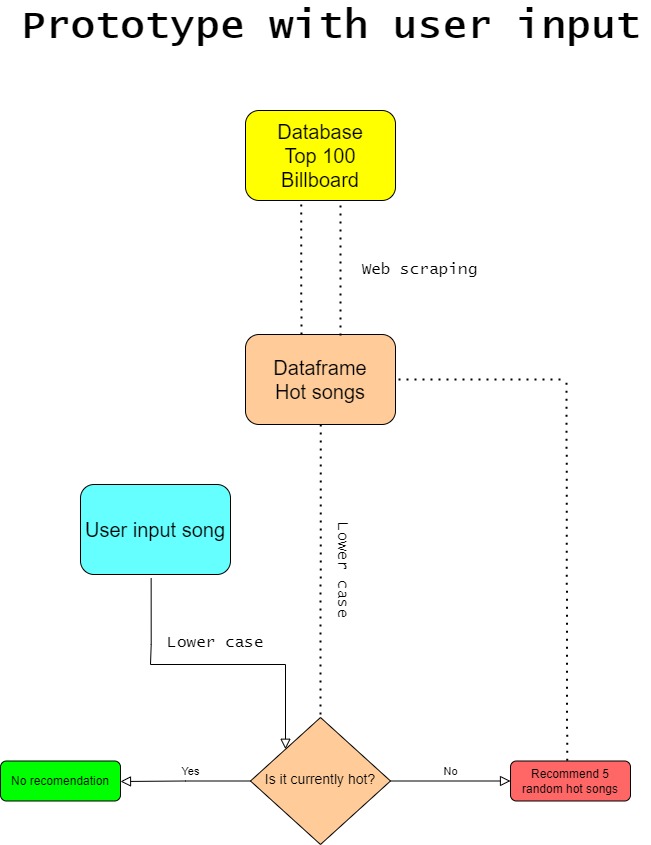 Prototype with user input
Database
Top 100
Billboard
Web scraping
Dataframe
Hot songs
User input song
Lower case
Lower case
Is it currently hot?
Yes
No recomendation
No
Recommend 5
random hot songs